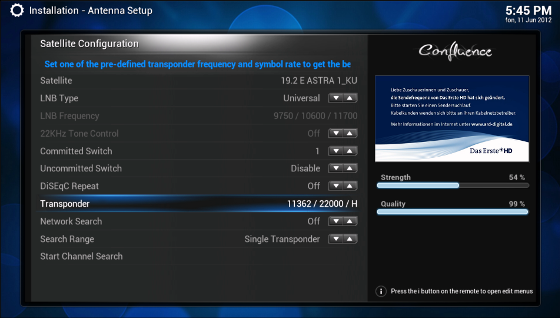 Installation - Antenna Setup
5:45 PM
fon, 11 Jun 2012
Satellite Configuration
Set one of the pre-defined transponder frequency and symbol rate to get the be
Satellite 19.2 E ASTRA 1_KU
LNB Type Universal
LNB Frequency 9750 / 10600 / 11700
22KHz Tone Control Off
Committed Switch 1
Uncommitted Switch Disable
DiSEqC Repeat Off
Transponder 11362 / 22000 / H
Network Search Off
Search Range Single Transponder
Start Channel Search
Confluence
Liebe Zuschauerinnen und Zuschauer,
die Sendefrequenz von Das Erste HD hat sich geändert.
Bitte starten Sie einen Sendersuchlauf.
Kabelkunden wenden sich bitte an ihren Kabelnetzbetreiber.
Mehr Informationen im Internet unter www.ard-digital.de
Das Erste HD
Strength 54 %
Quality 99 %
i Press the i button on the remote to open edit menus